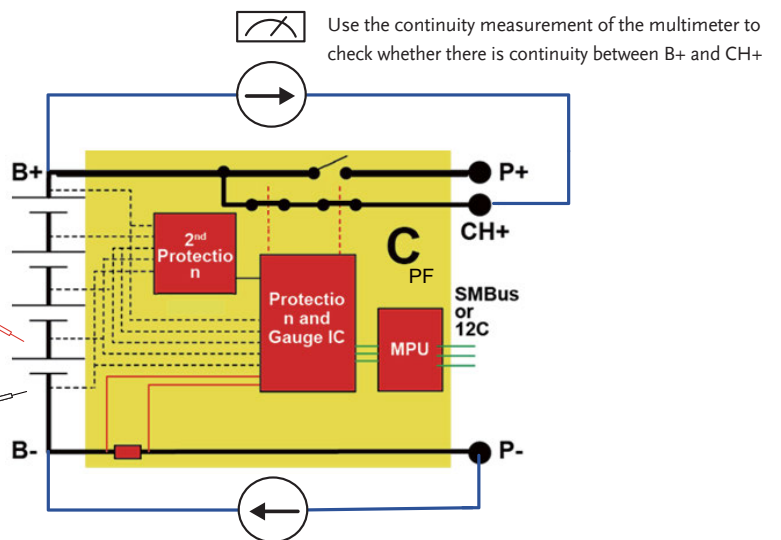 Use the continuity measurement of the multimeter to
check whether there is continuity between B+ and CH+
B+
P+
CH+
2nd
Protectio
n
C
PF
Protectio
n and
Gauge IC
SMBus
or
12C
MPU
B-
P-